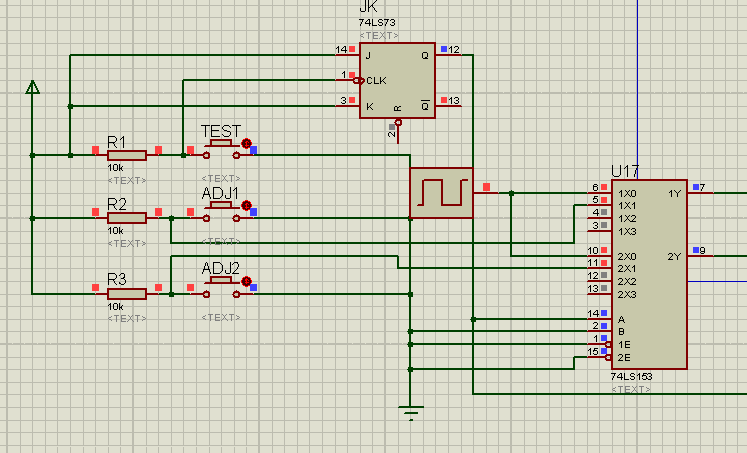 JK
74LS73
<TEXT>
14 J Q 12
1 CLK
3 K Q 13
R
2
R1
10k
<TEXT>
TEST
<TEXT>
R2
10k
<TEXT>
ADJ1
<TEXT>
R3
10k
<TEXT>
ADJ2
<TEXT>
U17
6 1X0 1Y 7
5 1X1
4 1X2
3 1X3
10 2X0 2Y 9
11 2X1
12 2X2
13 2X3
14 A
2 B
1 1E
15 2E
74LS153
<TEXT>